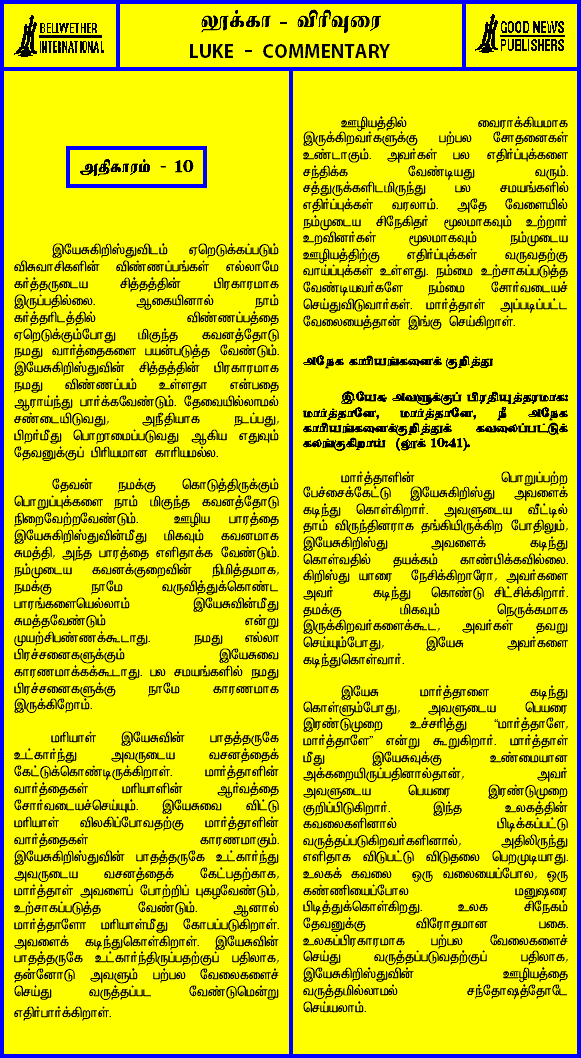 BELWETHER
INTERNATIONAL
லூக்கா - விரிவுரை
LUKE - COMMENTARY
GOOD NEWS
PUBLISHERS
அதிகாரம் - 10
இயேசுகிறிஸ்துவிடம் ஏறெடுக்கப்படும்
விசுவாசிகளின் விண்ணப்பங்கள் எல்லாமே
கர்த்தருடைய சித்தத்தின் பிரகாரமாக
இருப்பதில்லை. ஆகையினால் நாம்
கர்த்தரிடத்தில் விண்ணப்பத்தை
ஏறெடுக்கும்போது மிகுந்த கவனத்தோடு
நமது வார்த்தைகளை பயன்படுத்த வேண்டும்.
இயேசுகிறிஸ்துவின் சித்தத்தின் பிரகாரமாக
நமது விண்ணப்பம் உள்ளதா என்பதை
ஆராய்ந்து பார்க்கவேண்டும். தேவையில்லாமல்
சண்டையிடுவது, அநீதியாக நடப்பது,
பிறர்மீது பொறாமைப்படுவது ஆகிய எதுவும்
தேவனுக்குப் பிரியமான காரியமல்ல.
தேவன் நமக்கு கொடுத்திருக்கும்
பொறுப்புக்களை நாம் மிகுந்த கவனத்தோடு
நிறைவேற்றவேண்டும். ஊழிய பாரத்தை
இயேசுகிறிஸ்துவின்மீது மிகவும் கவனமாக
சுமத்தி, அந்த பாரத்தை எளிதாக்க வேண்டும்.
நம்முடைய கவனக்குறைவின் நிமித்தமாக,
நமக்கு நாமே வருவித்துக்கொண்ட
பாரங்களையெல்லாம் இயேசுவின்மீது
சுமத்தவேண்டும் என்று
முயற்சிபண்ணக்கூடாது. நமது எல்லா
பிரச்சனைகளுக்கும் இயேசுவை
காரணமாக்கக்கூடாது. பல சமயங்களில் நமது
பிரச்சனைகளுக்கு நாமே காரணமாக
இருக்கிறோம்.
மரியாள் இயேசுவின் பாதத்தருகே
உட்கார்ந்து அவருடைய வசனத்தைக்
கேட்டுக்கொண்டிருக்கிறாள். மார்த்தாளின்
வார்த்தைகள் மரியாளின் ஆர்வத்தை
சோர்வடையச்செய்யும். இயேசுவை விட்டு
மரியாள் விலகிப்போவதற்கு மார்த்தாளின்
வார்த்தைகள் காரணமாகும்.
இயேசுகிறிஸ்துவின் பாதத்தருகே உட்கார்ந்து
அவருடைய வசனத்தைக் கேட்பதற்காக,
மார்த்தாள் அவளைப் போற்றிப் புகழவேண்டும்,
உற்சாகப்படுத்த வேண்டும். ஆனால்
மார்த்தாளோ மரியாள்மீது கோபப்படுகிறாள்.
அவளைக் கடிந்துகொள்கிறாள். இயேசுவின்
பாதத்தருகே உட்கார்ந்திருப்பதற்குப் பதிலாக,
தன்னோடு அவளும் பற்பல வேலைகளைச்
செய்து வருத்தப்பட வேண்டுமென்று
எதிர்பார்க்கிறாள்.
ஊழியத்தில் வைராக்கியமாக
இருக்கிறவர்களுக்கு பற்பல சோதனைகள்
உண்டாகும். அவர்கள் பல எதிர்ப்புக்களை
சந்திக்க வேண்டியது வரும்.
சத்துருக்களிடமிருந்து பல சமயங்களில்
எதிர்ப்புக்கள் வரலாம். அதே வேளையில்
நம்முடைய சிநேகிதர் மூலமாகவும் உற்றார்
உறவினர்கள் மூலமாகவும் நம்முடைய
ஊழியத்திற்கு எதிர்ப்புகள் வருவதற்கு
வாய்ப்புக்கள் உள்ளது. நம்மை உற்சாகப்படுத்த
வேண்டியவர்களே நம்மை சோர்வடையச்
செய்துவிடுவார்கள். மார்த்தாள் அப்படிப்பட்ட
வேலையைத்தான் இங்கு செய்கிறாள்.
அநேக காரியங்களைக் குறித்து
இயேசு அவளுக்குப் பிரதியுத்தரமாக:
மார்த்தாளே, மார்த்தாளே, நீ அநேக
காரியங்களைக்குறித்துக் கவலைப்பட்டுக்
கலங்குகிறாய் (லூக் 10:41).
மார்த்தாளின் பொறுப்பற்ற
பேச்சைக்கேட்டு இயேசுகிறிஸ்து அவளைக்
கடிந்து கொள்கிறார். அவளுடைய வீட்டில்
தாம் விருந்தினராக தங்கியிருக்கிற போதிலும்,
இயேசுகிறிஸ்து அவளைக் கடிந்து
கொள்வதில் தயக்கம் காண்பிக்கவில்லை.
கிறிஸ்து யாரை நேசிக்கிறாரோ, அவர்களை
அவர் கடிந்து கொண்டு சிட்சிக்கிறார்.
தமக்கு மிகவும் நெருக்கமாக
இருக்கிறவர்களைக்கூட, அவர்கள் தவறு
செய்யும்போது, இயேசு அவர்களை
கடிந்துகொள்வார்.
இயேசு மார்த்தாளை கடிந்து
கொள்ளும்போது, அவளுடைய பெயரை
இரண்டுமுறை உச்சரித்து “மார்த்தாளே,
மார்த்தாளே” என்று கூறுகிறார். மார்த்தாள்
மீது இயேசுவுக்கு உண்மையான
அக்கறையிருப்பதினால்தான், அவர்
அவளுடைய பெயரை இரண்டுமுறை
குறிப்பிடுகிறார். இந்த உலகத்தின்
கவலைகளினால் பிடிக்கப்பட்டு
வருத்தப்படுகிறவர்களினால், அதிலிருந்து
எளிதாக விடுபட்டு விடுதலை பெறமுடியாது.
உலகக் கவலை ஒரு வலையைப்போல, ஒரு
கண்ணியைப்போல மனுஷரை
பிடித்துக்கொள்கிறது. உலக சிநேகம்
தேவனுக்கு விரோதமான பகை.
உலகப்பிரகாரமாக பற்பல வேலைகளைச்
செய்து வருத்தப்படுவதற்குப் பதிலாக,
இயேசுகிறிஸ்துவின் ஊழியத்தை
வருத்தமில்லாமல் சந்தோஷத்தோடே
செய்யலாம்.